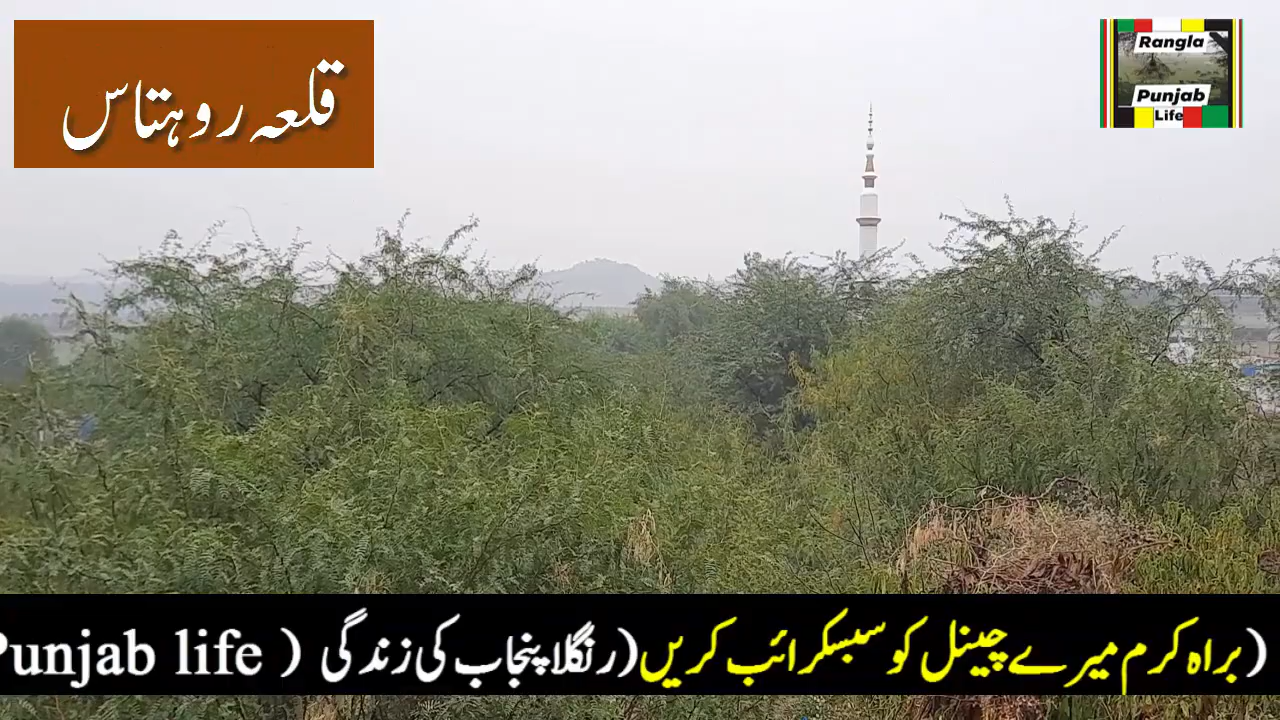 قلعہ روہتاس
Rangla
Punjab
Life
(براہ کرم میرے چینل کو سبسکرائب کریں(رنگلا پنجاب کی زندگی ( Punjab life